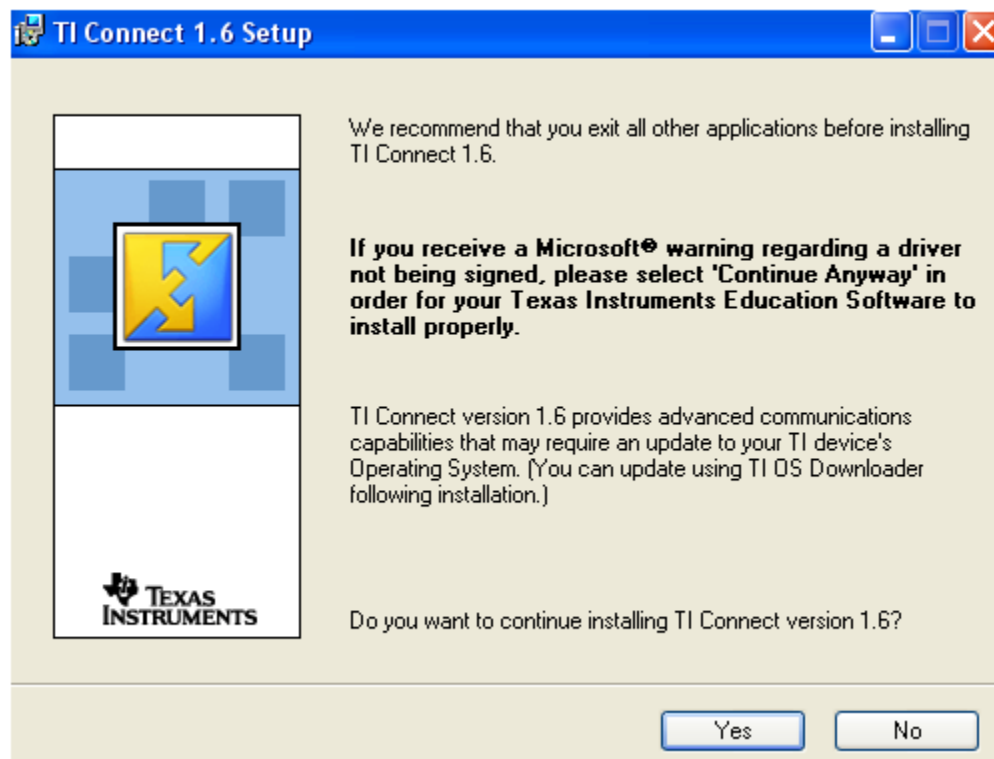 TI Connect 1.6 Setup
We recommend that you exit all other applications before installing
TI Connect 1.6.
If you receive a Microsoft® warning regarding a driver
not being signed, please select 'Continue Anyway' in
order for your Texas Instruments Education Software to
install properly.
TI Connect version 1.6 provides advanced communications
capabilities that may require an update to your TI device's
Operating System. (You can update using TI OS Downloader
following installation.)
TEXAS
INSTRUMENTS
Do you want to continue installing TI Connect version 1.6?
Yes
No